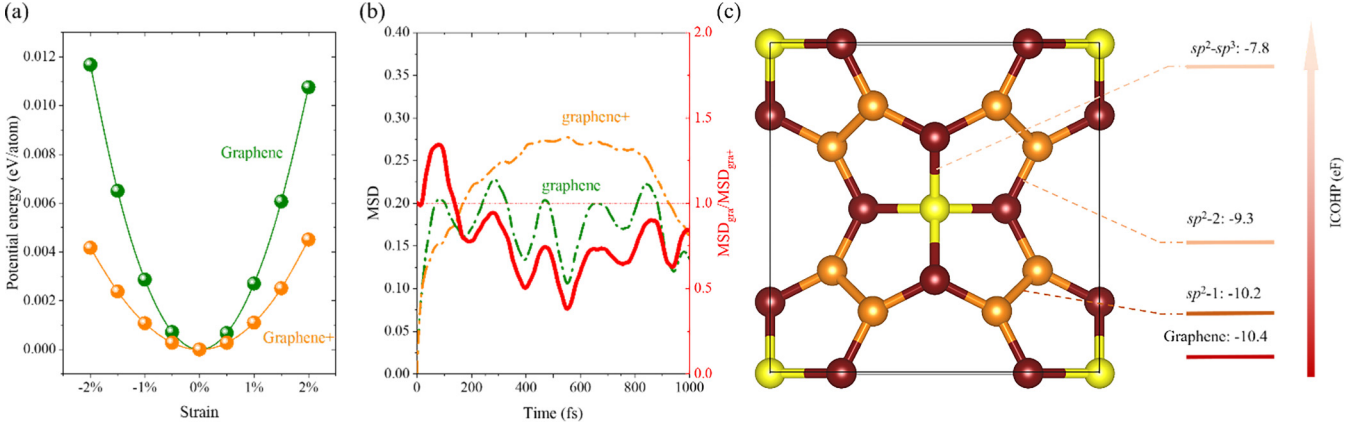 (a)
0.012
0.010
0.008
0.006
0.004
0.002
0.000
Potential energy (eV/atom)
Graphene
Graphene+
-2% -1% 0% 1% 2%
Strain
(b)
0.40
0.35
0.30
0.25
0.20
0.15
0.10
0.05
0.00
MSD
graphene+
graphene
2.0
1.5
1.0
0.5
0.0
MSD_gra/MSD_gra+
0 200 400 600 800 1000
Time (fs)
(c)
sp²-sp³: -7.8
sp²-2: -9.3
sp²-1: -10.2
Graphene: -10.4
ICOHP (eF)